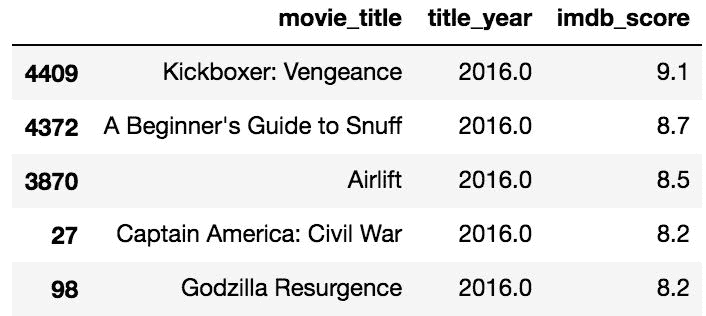 movie_title title_year imdb_score
4409 Kickboxer: Vengeance 2016.0 9.1
4372 A Beginner's Guide to Snuff 2016.0 8.7
3870 Airlift 2016.0 8.5
27 Captain America: Civil War 2016.0 8.2
98 Godzilla Resurgence 2016.0 8.2